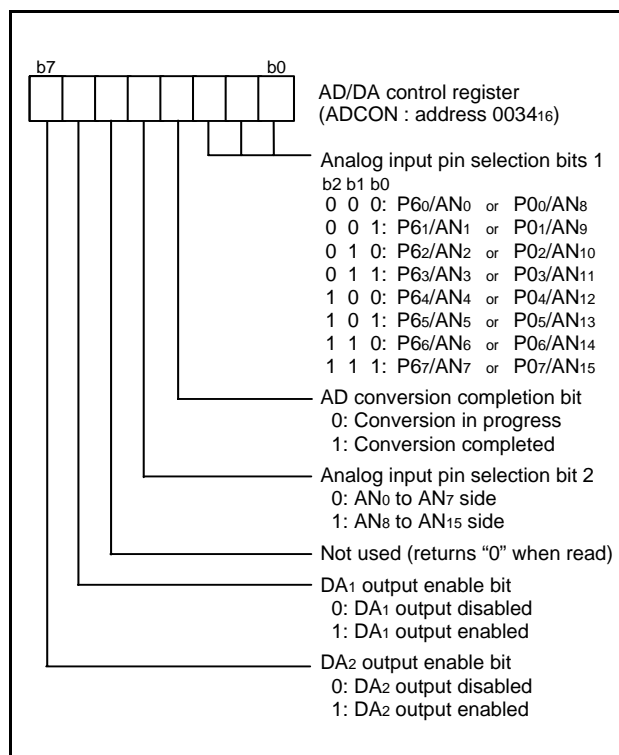 b7 b0
AD/DA control register
(ADCON : address 003416)
Analog input pin selection bits 1
b2 b1 b0
0 0 0: P60/AN0 or P00/AN8
0 0 1: P61/AN1 or P01/AN9
0 1 0: P62/AN2 or P02/AN10
0 1 1: P63/AN3 or P03/AN11
1 0 0: P64/AN4 or P04/AN12
1 0 1: P65/AN5 or P05/AN13
1 1 0: P66/AN6 or P06/AN14
1 1 1: P67/AN7 or P07/AN15
AD conversion completion bit
0: Conversion in progress
1: Conversion completed
Analog input pin selection bit 2
0: AN0 to AN7 side
1: AN8 to AN15 side
Not used (returns “0” when read)
DA1 output enable bit
0: DA1 output disabled
1: DA1 output enabled
DA2 output enable bit
0: DA2 output disabled
1: DA2 output enabled